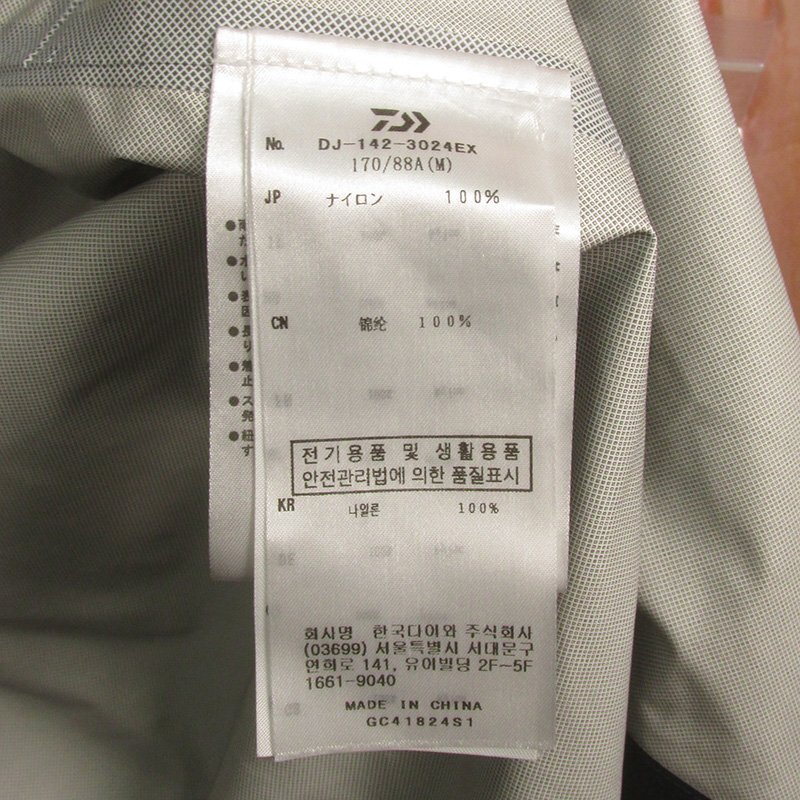 No. DJ-142-3024EX
170/88A(M)
JP ナイロン 100%
CN 锦纶 100%
전기용품 및 생활용품
안전관리법에 의한 품질표시
KR 나일론 100%
회사명 한국다이와 주식회사
(03699) 서울특별시 서대문구
연희로 141, 유아빌딩 2F~5F
1661-9040
MADE IN CHINA
GC41824S1